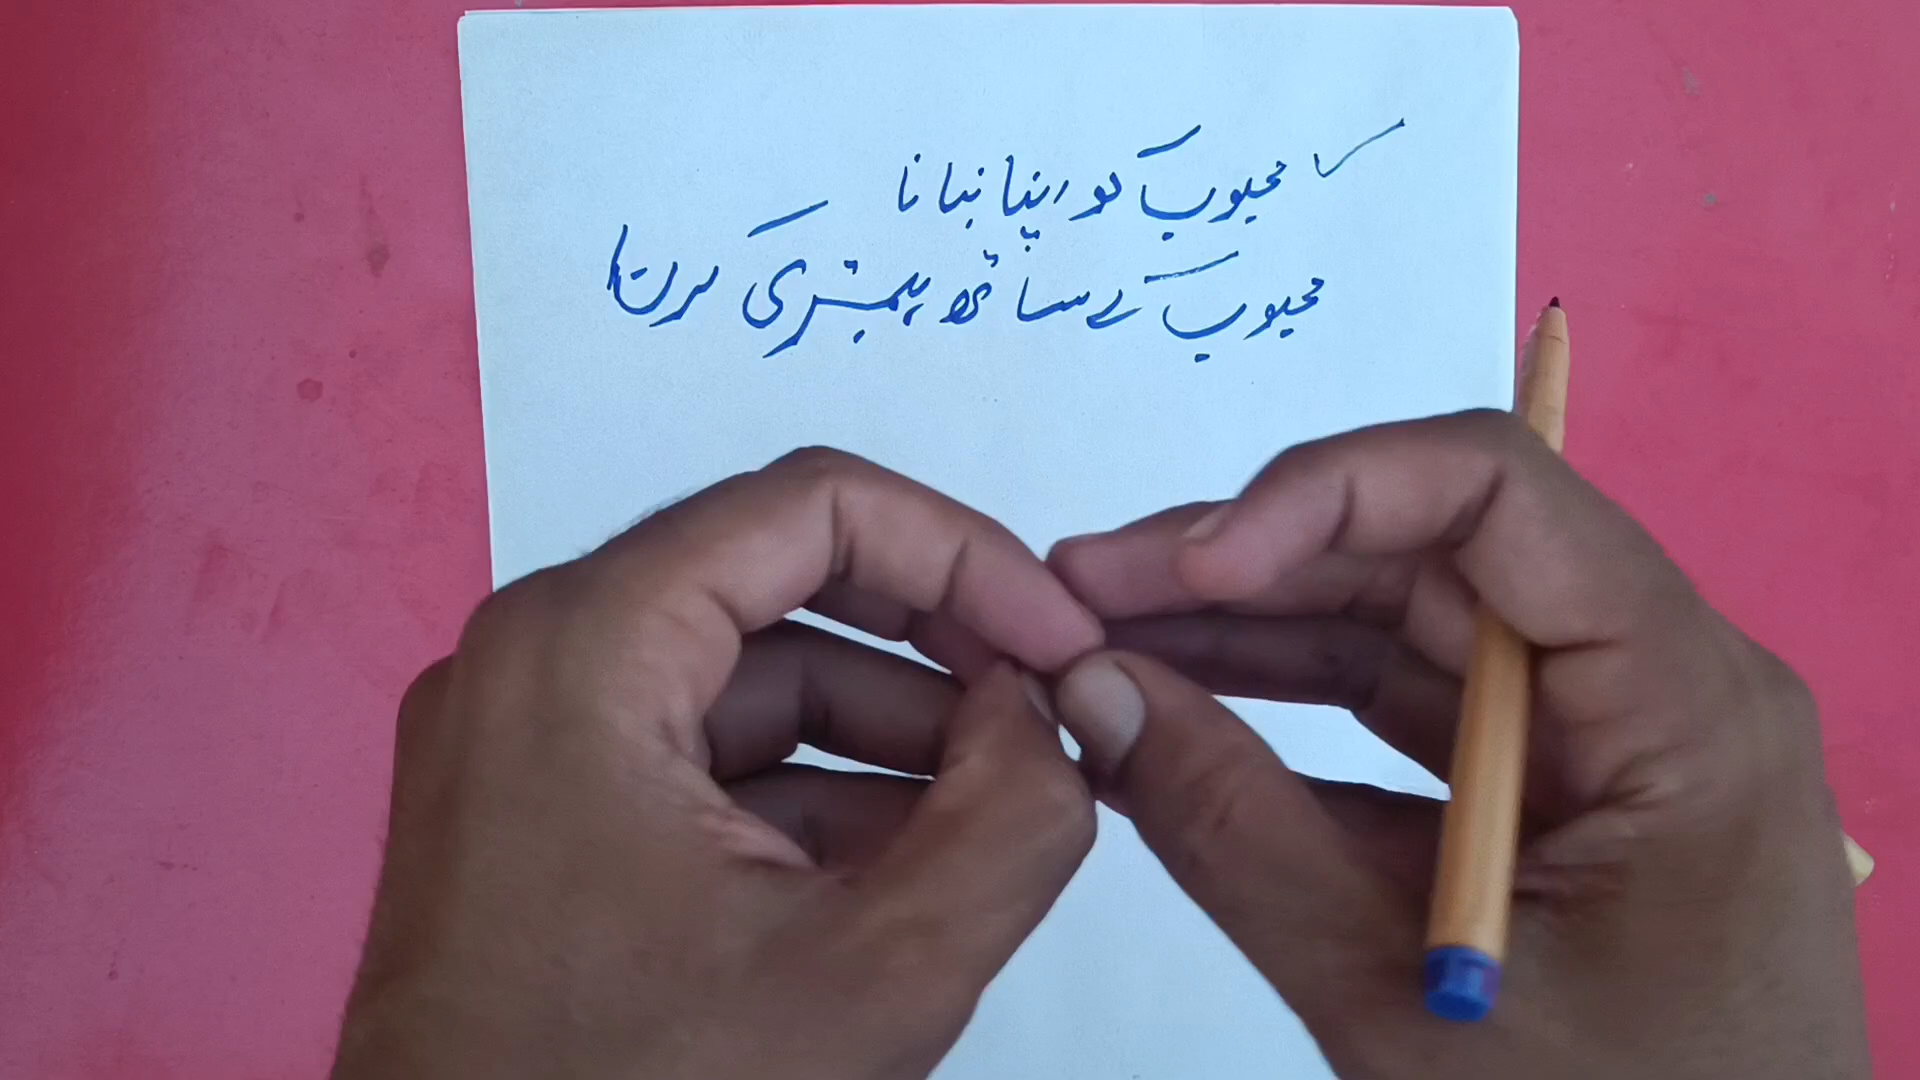 محبوب کو اپنا بنانا
محبوب کے ساتھ ہمبستری کرنا